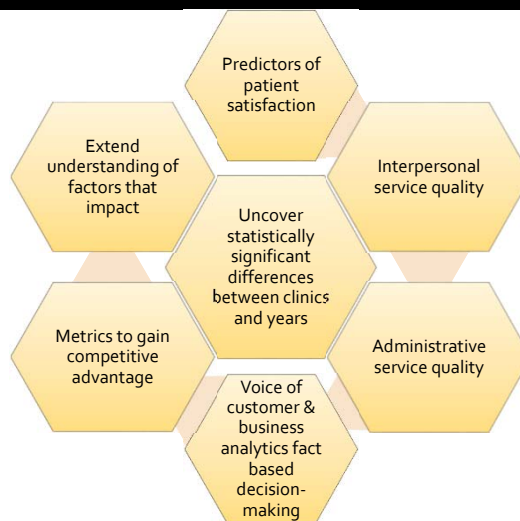 Predictors of
patient
satisfaction
Extend
understanding of
factors that
impact
Interpersonal
service quality
Uncover
statistically
significant
differences
between clinics
and years
Metrics to gain
competitive
advantage
Administrative
service quality
Voice of
customer &
business
analytics fact
based
decision-
making